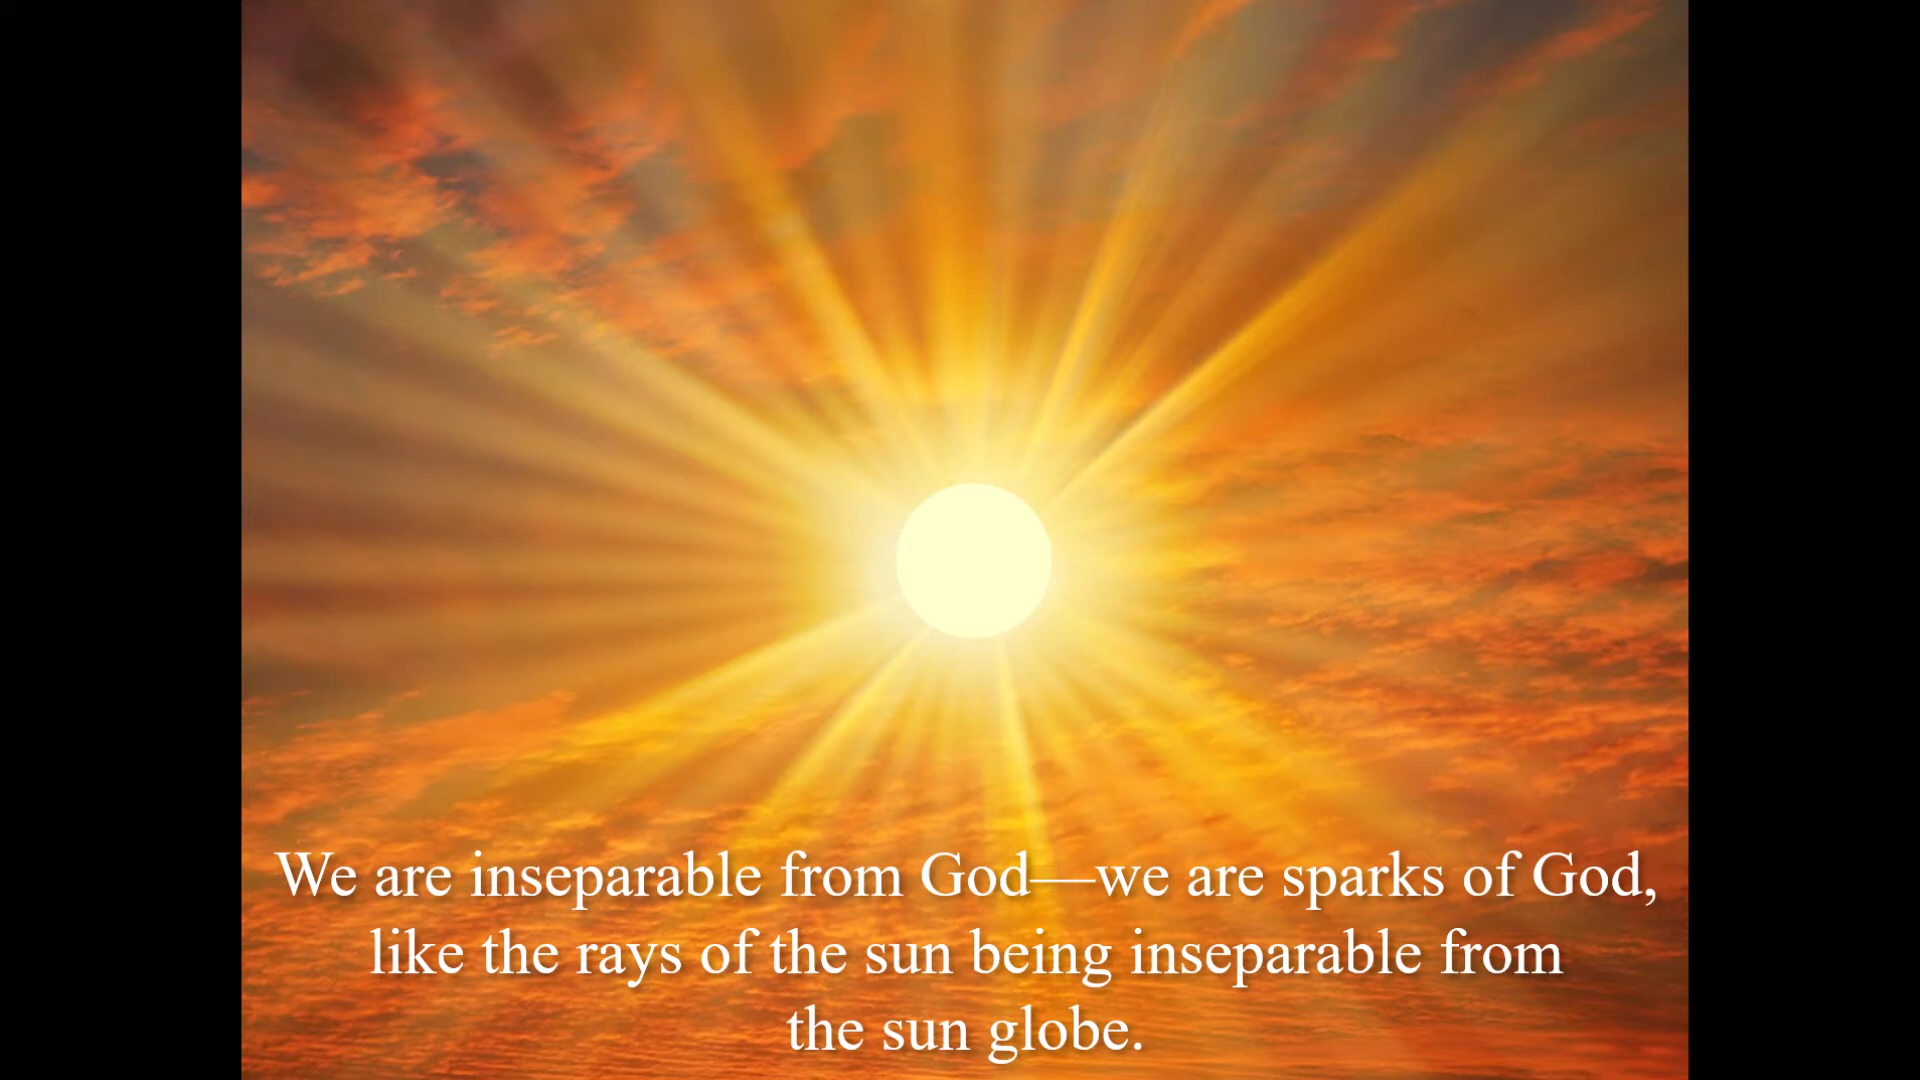 We are inseparable from God—we are sparks of God,
like the rays of the sun being inseparable from
the sun globe.